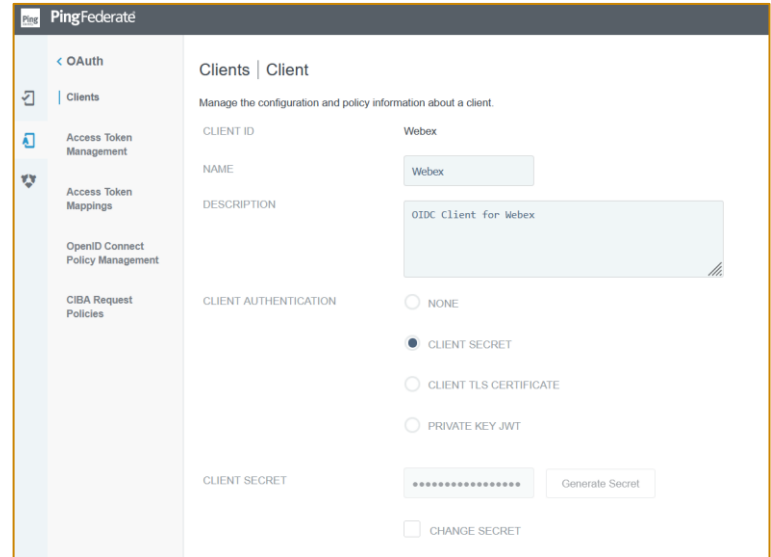 Ping
PingFederate
< OAuth
Clients
Access Token
Management
Access Token
Mappings
OpenID Connect
Policy Management
CIBA Request
Policies
Clients | Client
Manage the configuration and policy information about a client.
CLIENT ID
Webex
NAME
Webex
DESCRIPTION
OIDC Client for Webex
CLIENT AUTHENTICATION
NONE
CLIENT SECRET
CLIENT TLS CERTIFICATE
PRIVATE KEY JWT
CLIENT SECRET
•••••••••••••••••
Generate Secret
CHANGE SECRET